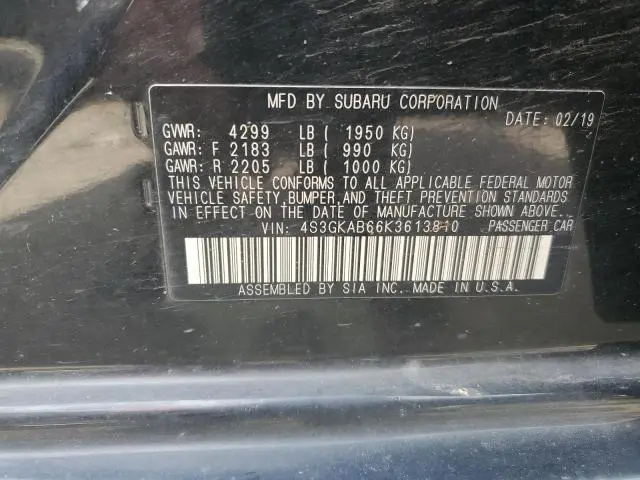 MFD BY SUBARU CORPORATION
DATE: 02/19
GVWR: 4299 LB ( 1950 KG)
GAWR: F 2183 LB ( 990 KG)
GAWR: R 2205 LB ( 1000 KG)
THIS VEHICLE CONFORMS TO ALL APPLICABLE FEDERAL MOTOR
VEHICLE SAFETY, BUMPER, AND THEFT PREVENTION STANDARDS
IN EFFECT ON THE DATE OF MANUFACTURE SHOWN ABOVE.
VIN: 4S3GKAB66K3613810 PASSENGER CAR
ASSEMBLED BY SIA INC. MADE IN U.S.A.